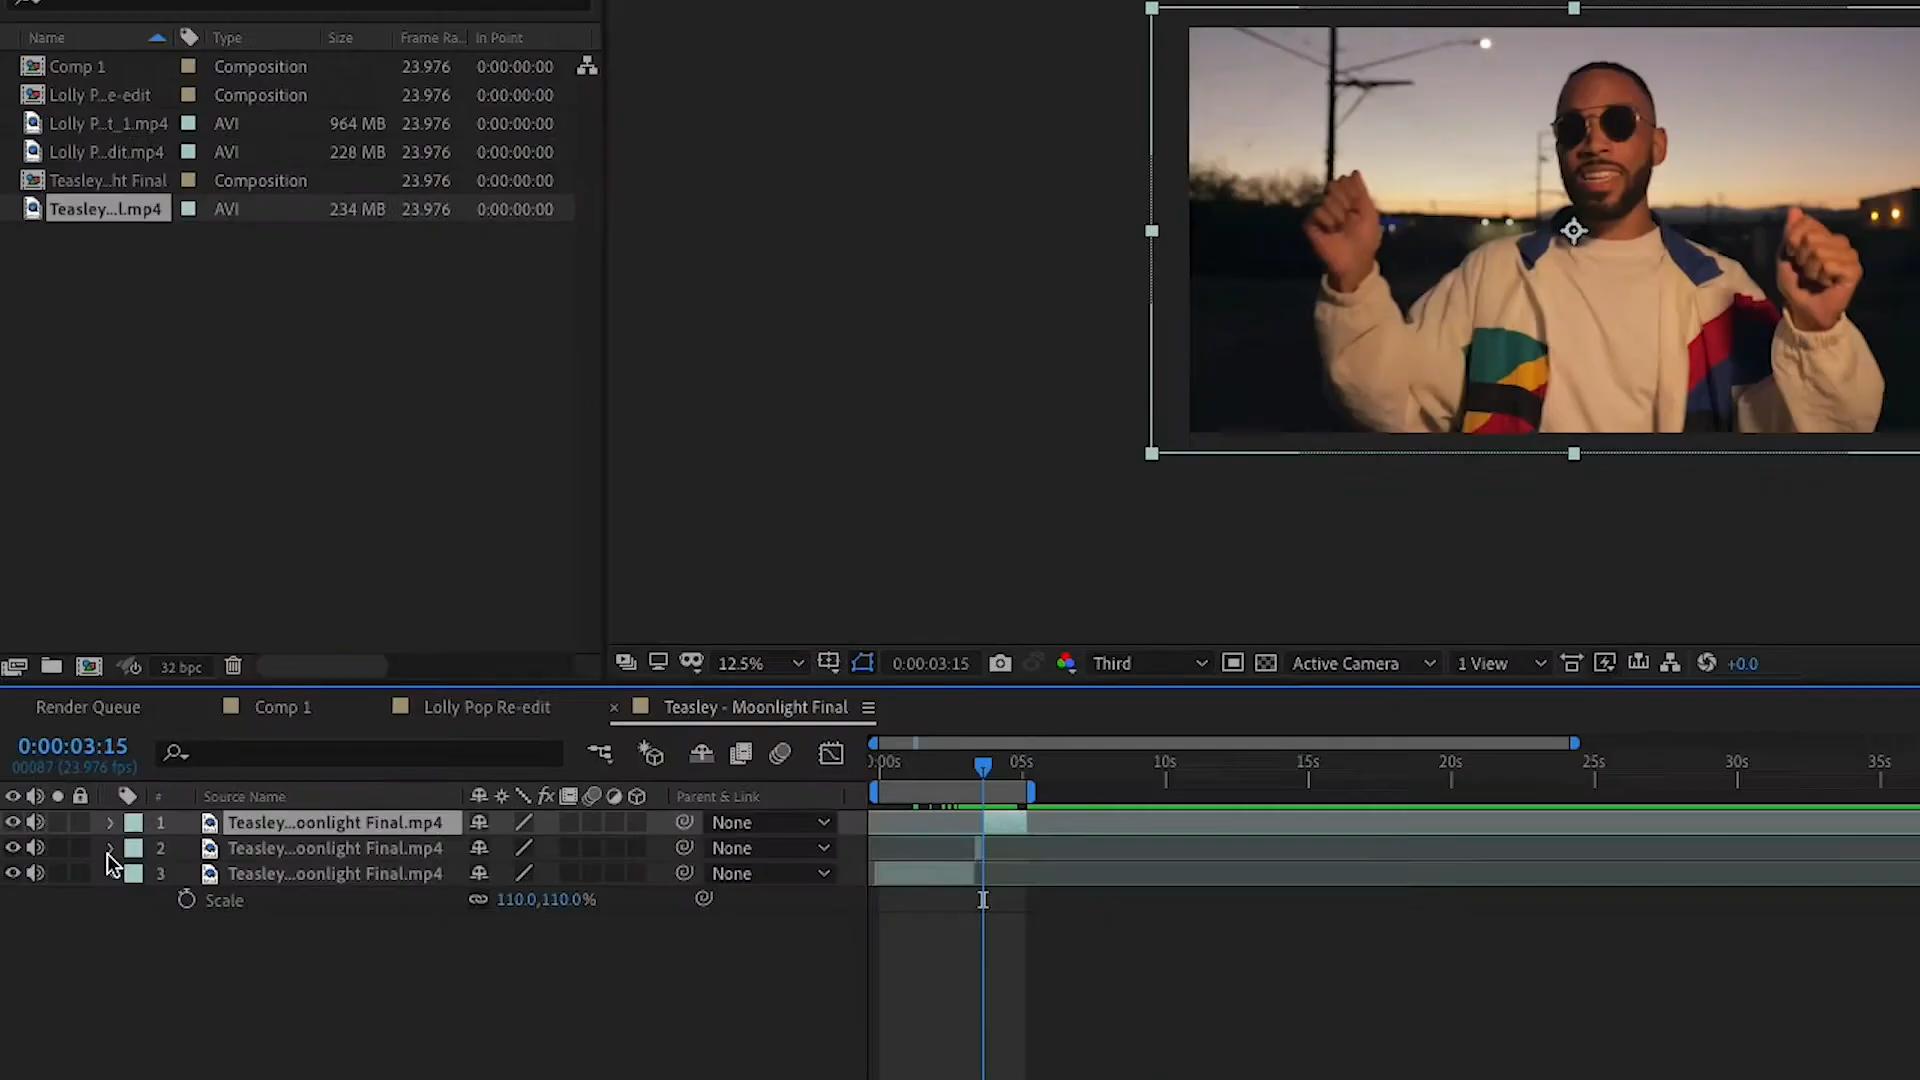 Name Type Size Frame Ra... In Point
Comp 1 Composition 23.976 0:00:00:00
Lolly P...e-edit Composition 23.976 0:00:00:00
Lolly P...t_1.mp4 AVI 964 MB 23.976 0:00:00:00
Lolly P...dit.mp4 AVI 228 MB 23.976 0:00:00:00
Teasley...ht Final Composition 23.976 0:00:00:00
Teasley...l.mp4 AVI 234 MB 23.976 0:00:00:00
32 bpc 12.5% 0:00:03:15 Third Active Camera 1 View +0.0
Render Queue Comp 1 Lolly Pop Re-edit × Teasley - Moonlight Final
0:00:03:15
00087 (23.976 fps)
:00s 05s 10s 15s 20s 25s 30s 35s
# Source Name fx Parent & Link
1 Teasley...oonlight Final.mp4 None
2 Teasley...oonlight Final.mp4 None
3 Teasley...oonlight Final.mp4 None
Scale 110.0,110.0%